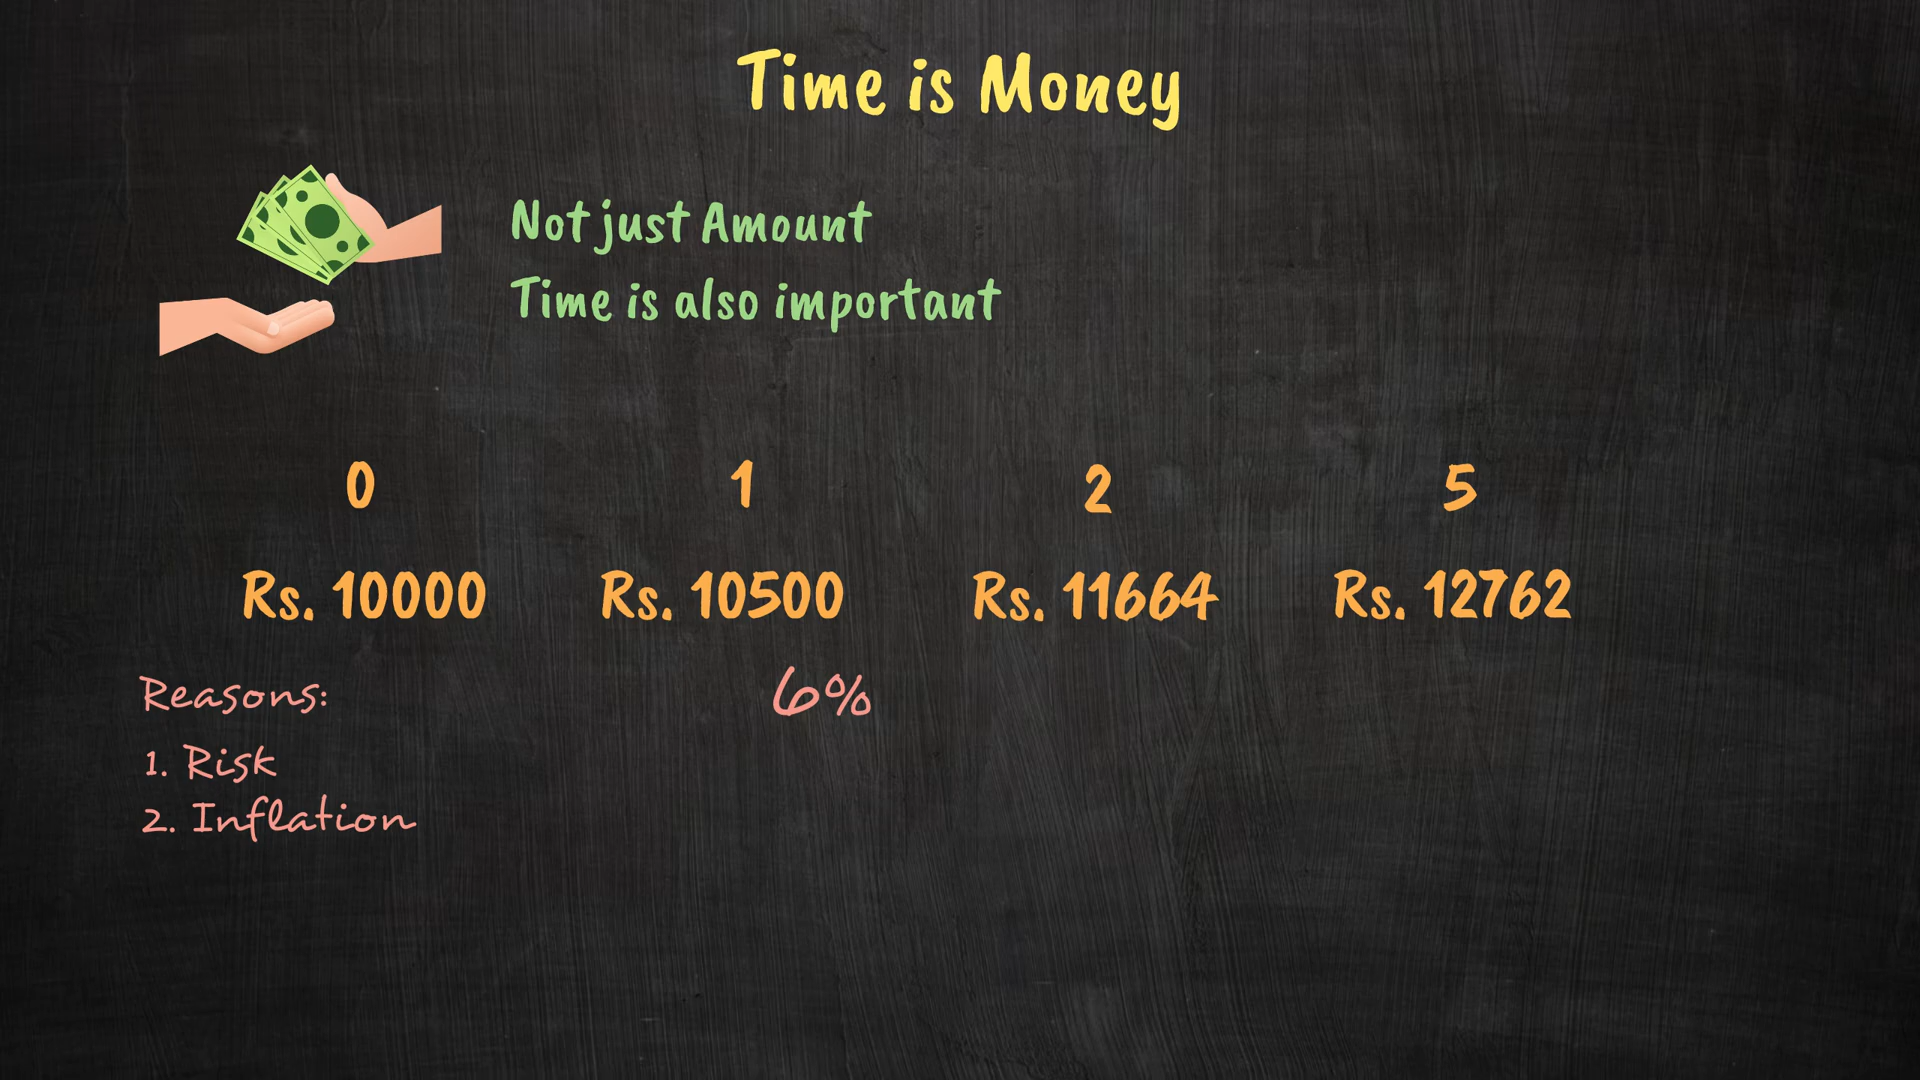 Time is Money
Not just Amount
Time is also important
0 1 2 5
Rs. 10000 Rs. 10500 Rs. 11664 Rs. 12762
6%
Reasons:
1. Risk
2. Inflation